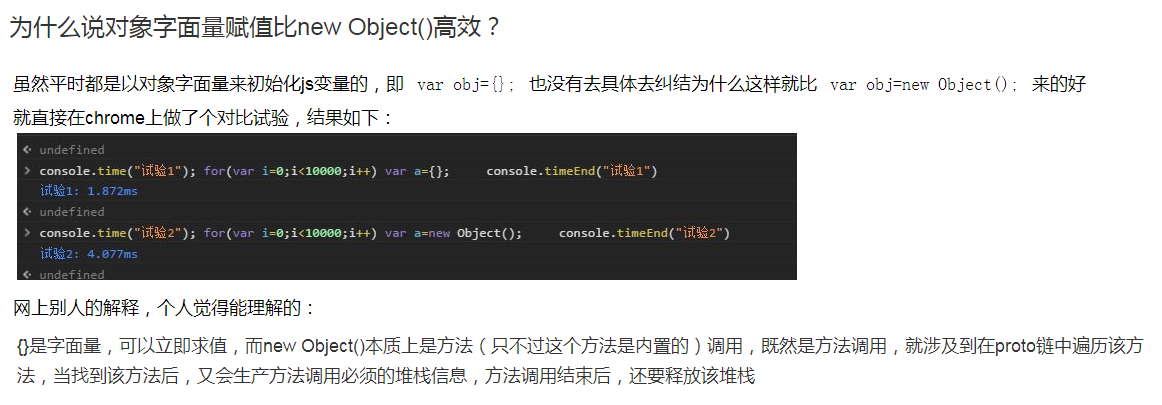 为什么说对象字面量赋值比new Object()高效？
虽然平时都是以对象字面量来初始化js变量的，即 var obj={}; 也没有去具体去纠结为什么这样就比 var obj=new Object(); 来的好
就直接在chrome上做了个对比试验，结果如下：
undefined
console.time("试验1"); for(var i=0;i<10000;i++) var a={}; console.timeEnd("试验1")
试验1: 1.872ms
undefined
console.time("试验2"); for(var i=0;i<10000;i++) var a=new Object(); console.timeEnd("试验2")
试验2: 4.077ms
undefined
网上别人的解释，个人觉得能理解的：
{}是字面量，可以立即求值，而new Object()本质上是方法（只不过这个方法是内置的）调用，既然是方法调用，就涉及到在proto链中遍历该方
法，当找到该方法后，又会生产方法调用必须的堆栈信息，方法调用结束后，还要释放该堆栈